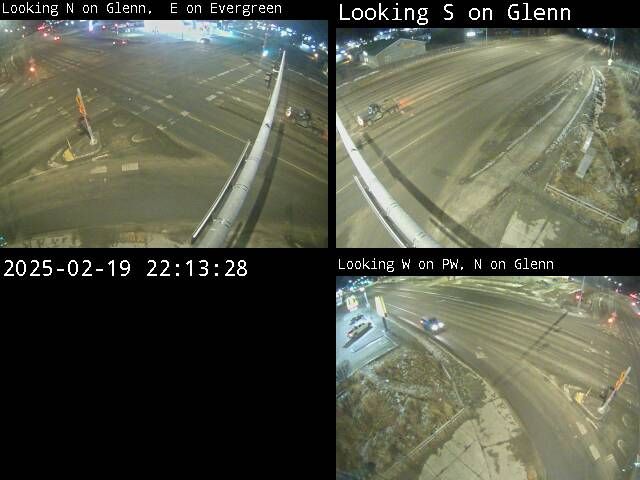 Looking N on Glenn,  E on Evergreen
Looking S on Glenn
2025-02-19 22:13:28
Looking W on PW, N on Glenn